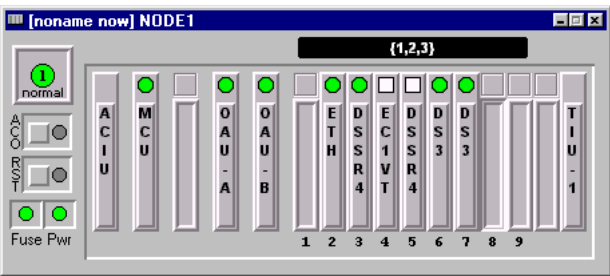 [noname now] NODE1
{1,2,3}
1
normal
ACO
RST
Fuse Pwr
ACIU
MCU
OAU-A
OAU-B
ETH
DSSR4
EC1VT
DSSR4
DS3
DS3
TIU-1
1 2 3 4 5 6 7 8 9